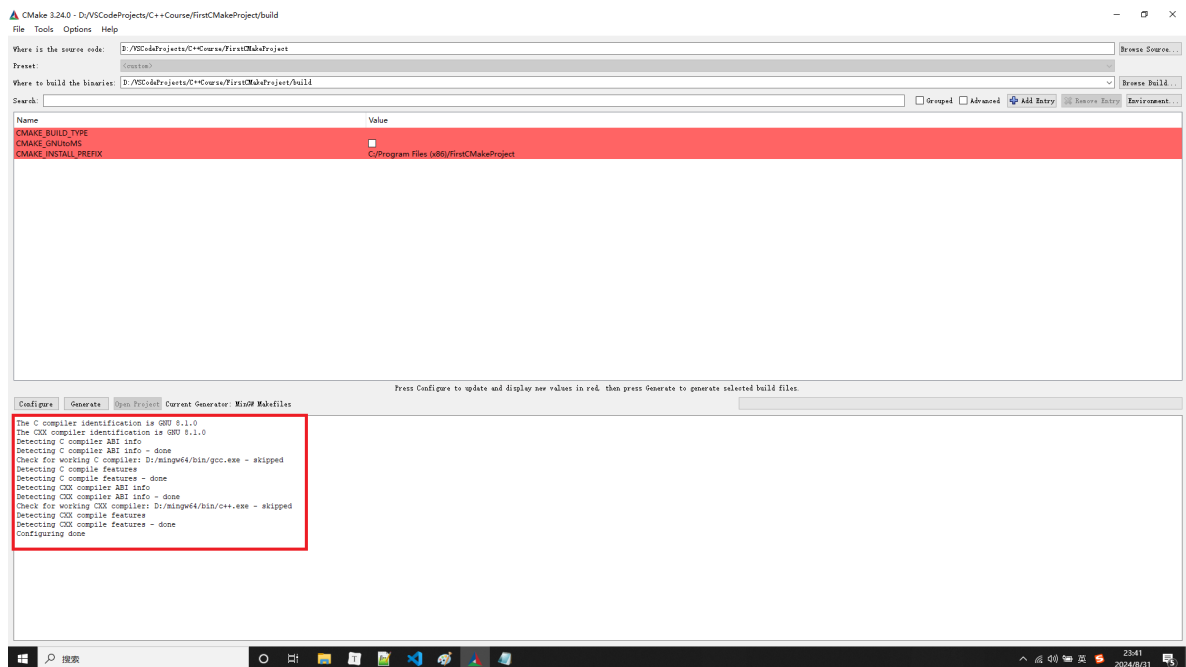 CMake 3.24.0 - D:/VSCodeProjects/C++Course/FirstCMakeProject/build
File Tools Options Help
Where is the source code: D:/VSCodeProjects/C++Course/FirstCMakeProject Browse Source...
Preset: <custom>
Where to build the binaries: D:/VSCodeProjects/C++Course/FirstCMakeProject/build Browse Build...
Search: Grouped Advanced Add Entry Remove Entry Environment...
Name Value
CMAKE_BUILD_TYPE
CMAKE_GNUtoMS
CMAKE_INSTALL_PREFIX C:/Program Files (x86)/FirstCMakeProject
Press Configure to update and display new values in red, then press Generate to generate selected build files.
Configure Generate Open Project Current Generator: MinGW Makefiles
The C compiler identification is GNU 8.1.0
The CXX compiler identification is GNU 8.1.0
Detecting C compiler ABI info
Detecting C compiler ABI info - done
Check for working C compiler: D:/mingw64/bin/gcc.exe - skipped
Detecting C compile features
Detecting C compile features - done
Detecting CXX compiler ABI info
Detecting CXX compiler ABI info - done
Check for working CXX compiler: D:/mingw64/bin/c++.exe - skipped
Detecting CXX compile features
Detecting CXX compile features - done
Configuring done
搜索
英
23:41
2024/8/31